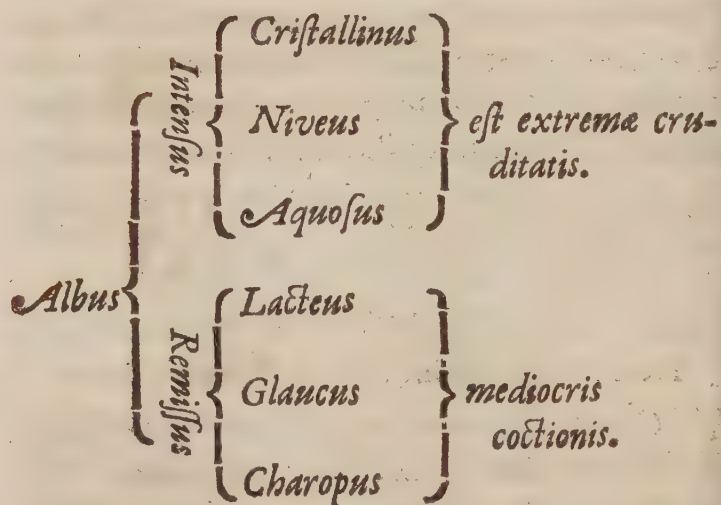 Albus
Intenſus
Criſtallinus
Niveus
Aquoſus
eſt extremæ cru-
ditatis.
Remiſſus
Lacteus
Glaucus
Charopus
mediocris
coctionis.